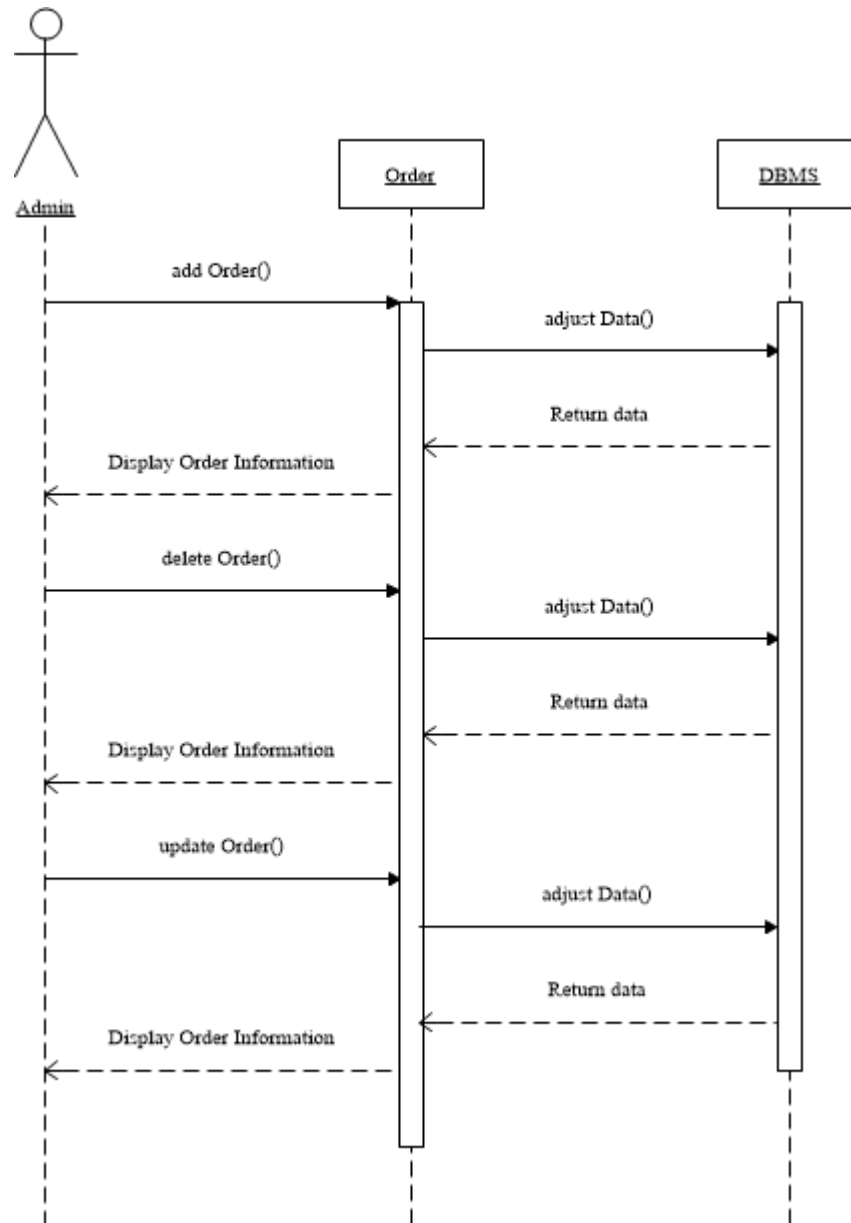 Order
DBMS
Admin
add Order()
adjust Data()
Return data
Display Order Information
delete Order()
adjust Data()
Return data
Display Order Information
update Order()
adjust Data()
Return data
Display Order Information